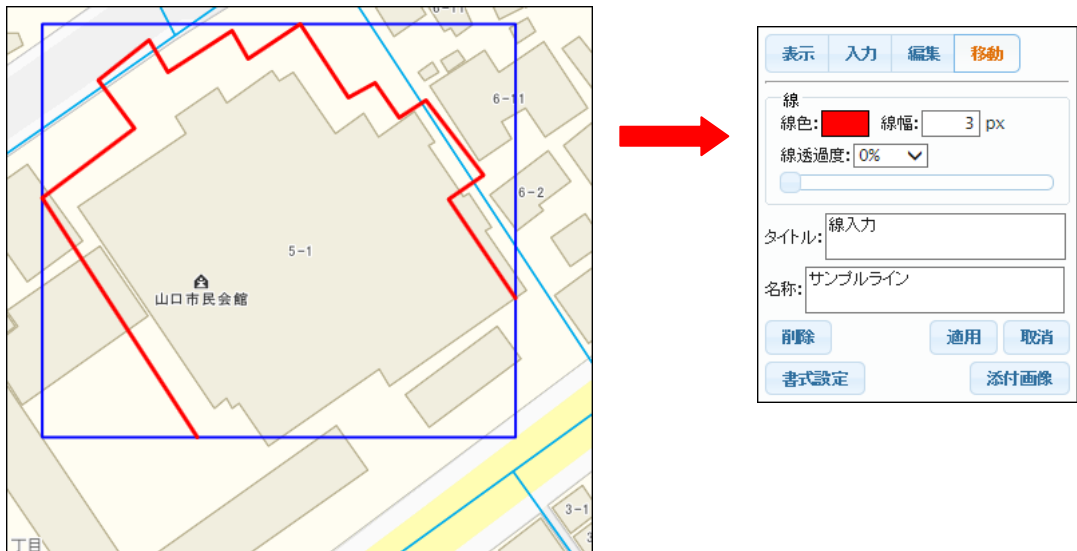 6-11
6-11
6-2
5-1
山口市民会館
3-1
3
丁目
表示 入力 編集 移動
線
線色: 線幅: 3 px
線透過度: 0%
タイトル: 線入力
名称: サンプルライン
削除 適用 取消
書式設定 添付画像